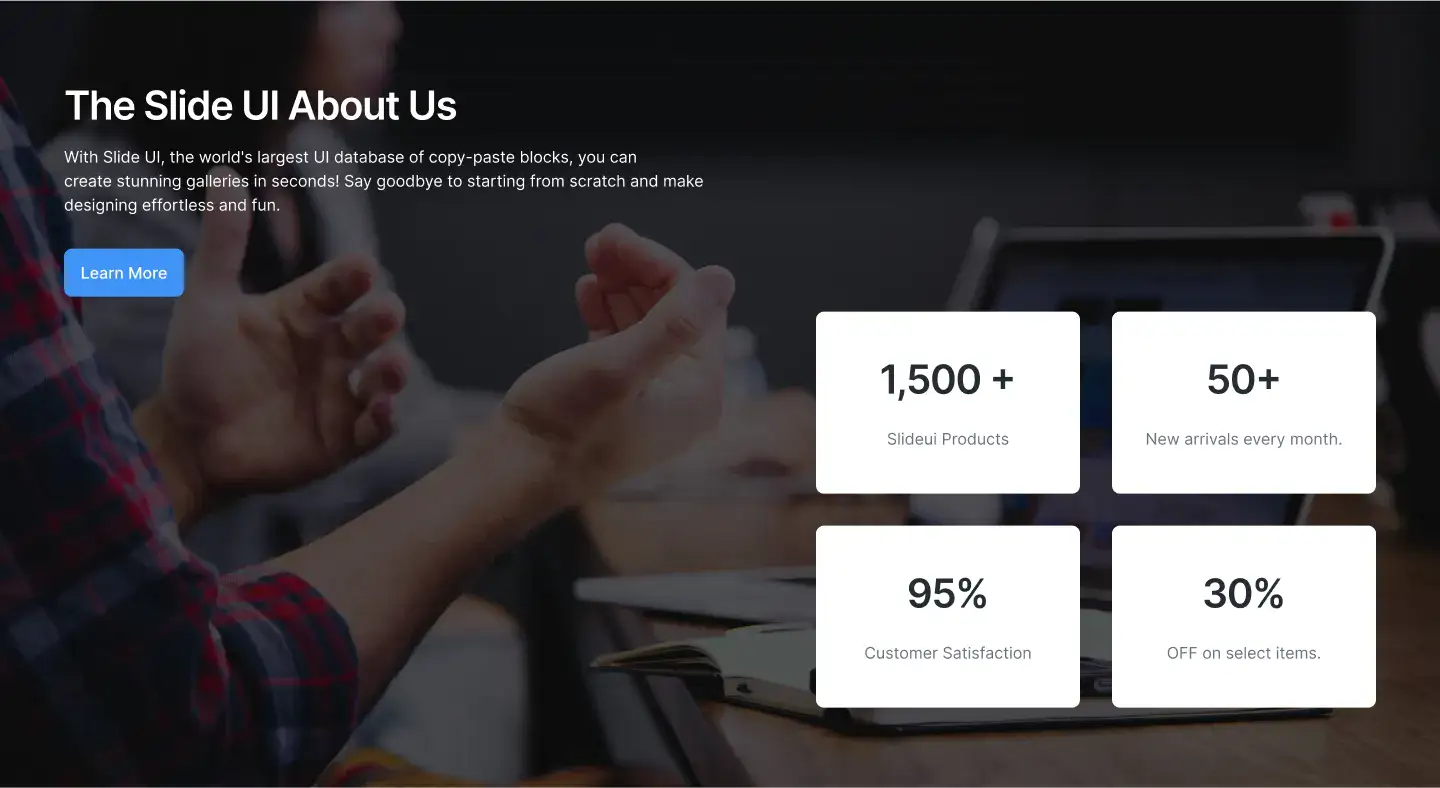 The Slide UI About Us
With Slide UI, the world's largest UI database of copy-paste blocks, you can
create stunning galleries in seconds! Say goodbye to starting from scratch and make
designing effortless and fun.
Learn More
1,500 +
Slideui Products
50+
New arrivals every month.
95%
Customer Satisfaction
30%
OFF on select items.